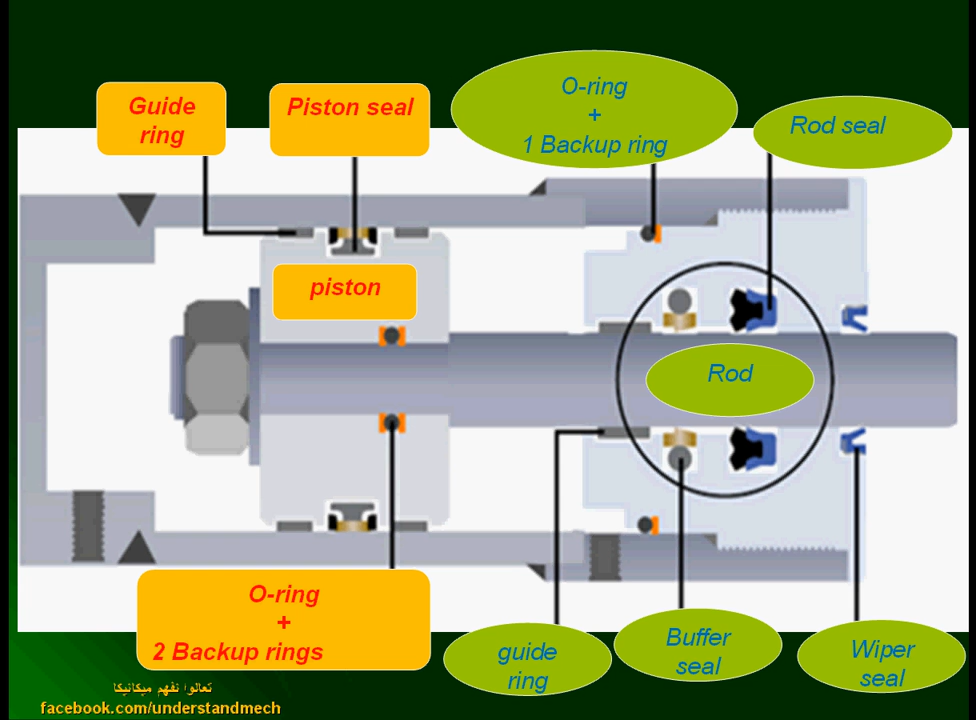 Guide
ring
Piston seal
O-ring
+
1 Backup ring
Rod seal
piston
Rod
O-ring
+
2 Backup rings
guide
ring
Buffer
seal
Wiper
seal
تعالوا نفهم ميكانيكا
facebook.com/understandmech